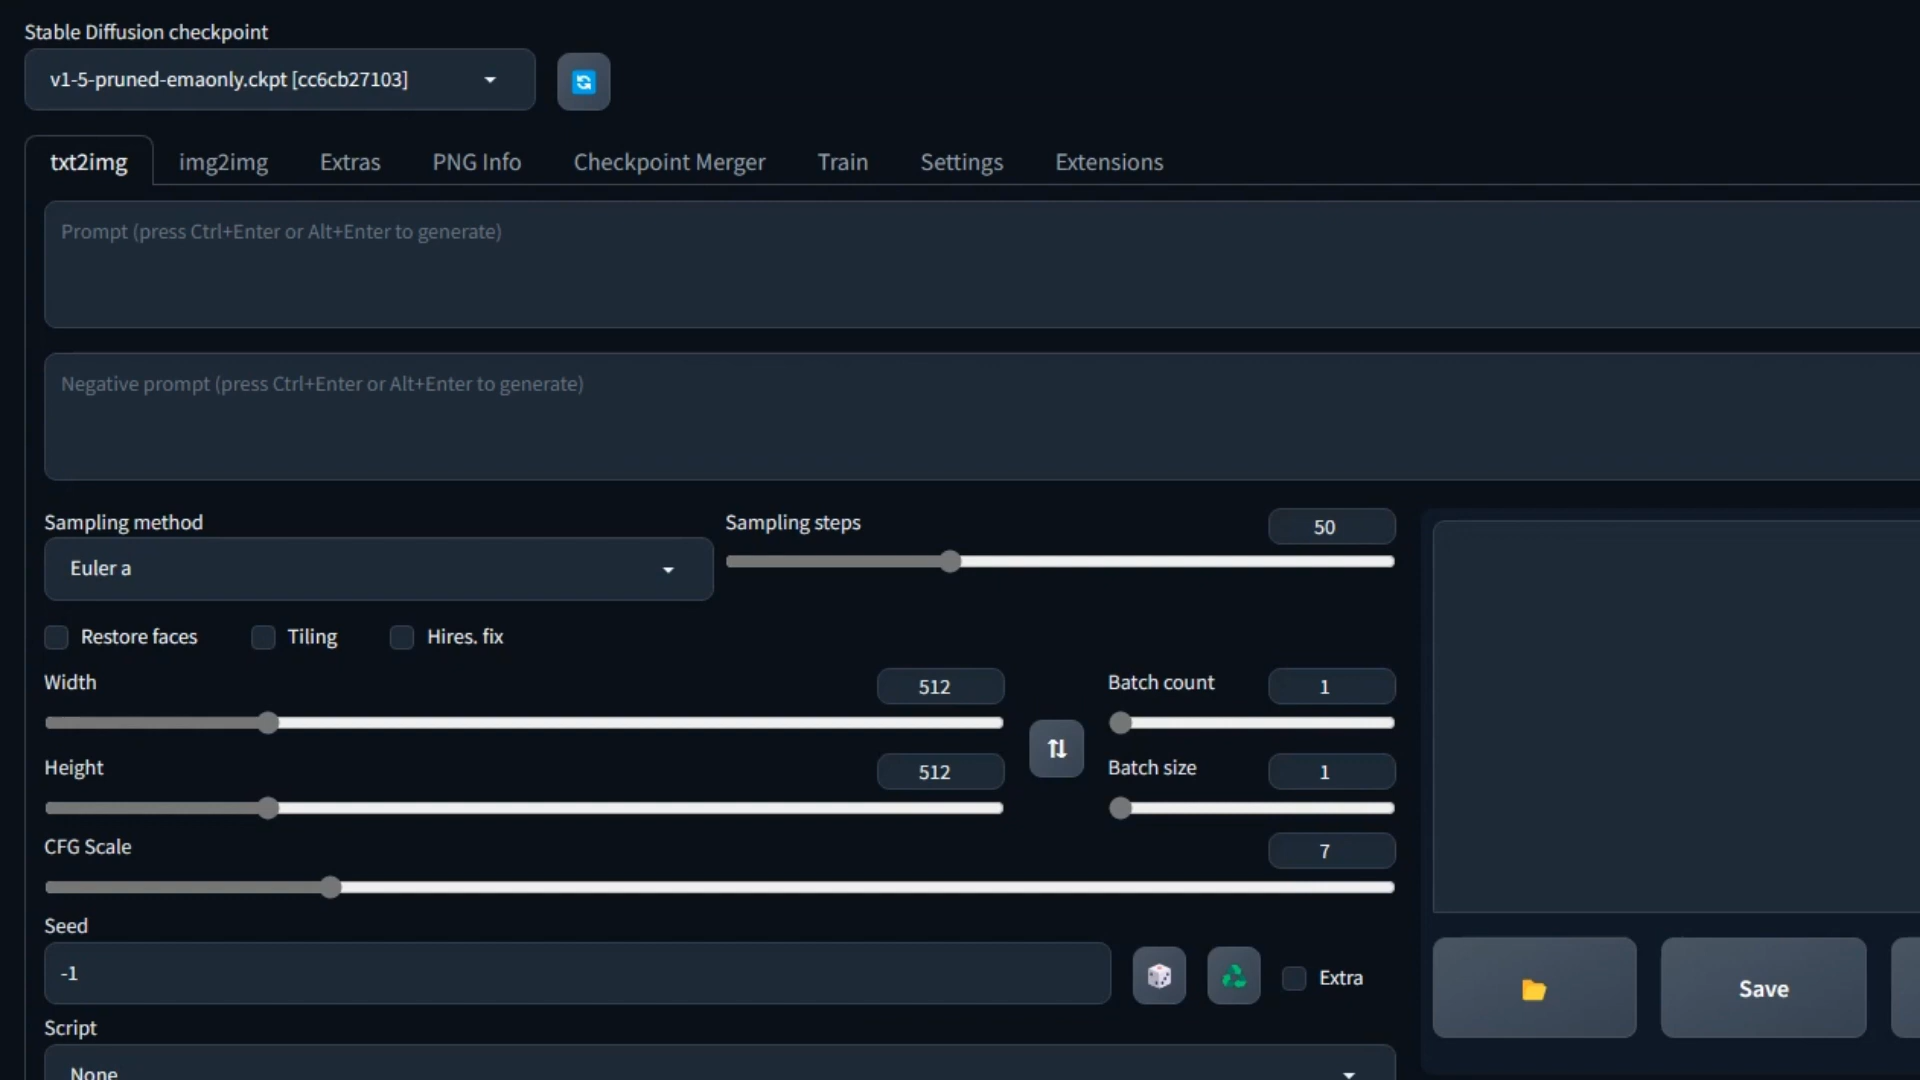 Stable Diffusion checkpoint
v1-5-pruned-emaonly.ckpt [cc6cb27103]
txt2img img2img Extras PNG Info Checkpoint Merger Train Settings Extensions
Prompt (press Ctrl+Enter or Alt+Enter to generate)
Negative prompt (press Ctrl+Enter or Alt+Enter to generate)
Sampling method
Euler a
Sampling steps 50
Restore faces Tiling Hires. fix
Width 512
Batch count 1
Height 512
Batch size 1
CFG Scale 7
Seed
-1
Extra
Save
Script
None